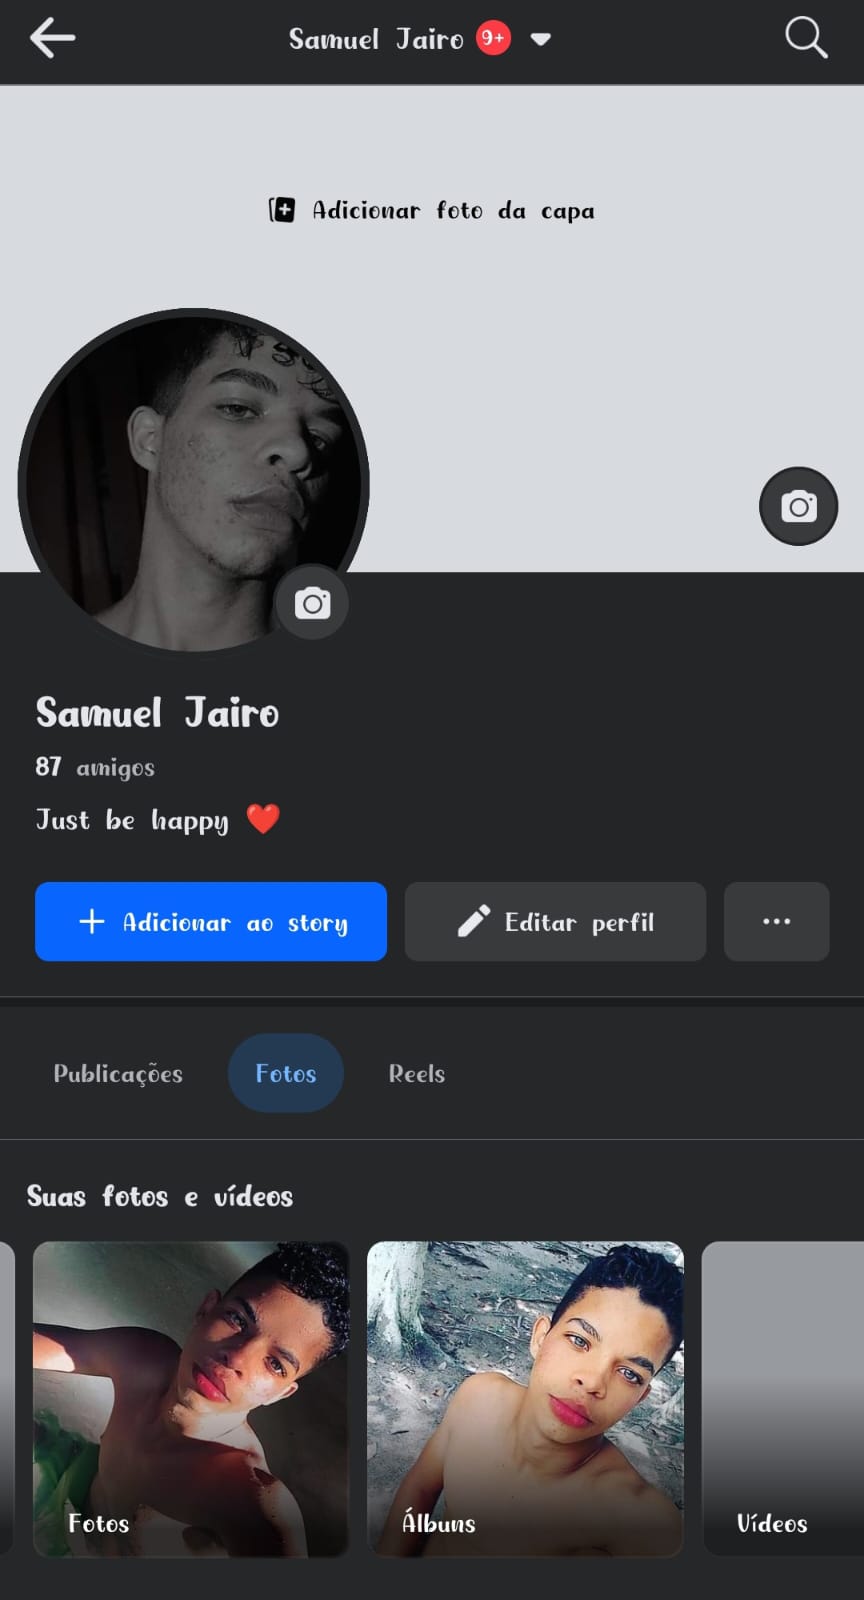 Samuel Jairo 9+
Adicionar foto da capa
Samuel Jairo
87 amigos
Just be happy ❤️
+ Adicionar ao story
Editar perfil
...
Publicações
Fotos
Reels
Suas fotos e vídeos
Fotos
Álbuns
Vídeos